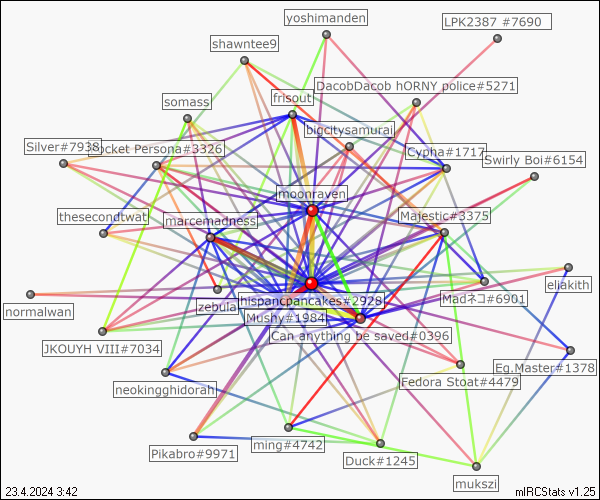 yoshimanden
LPK2387 #7690
shawntee9
DacobDacob hORNY police#5271
somass
frisout
bigcitysamurai
Silver#7938
ocket Persona#3326
Cypha#1717
Swirly Boi#6154
moonraven
thesecondtwat
marcemadness
Majestic#3375
normalwan
zebulai
hispancpancakes#2928
Madネコ#6901
eliakith
Mushy#1984
Can anything be saved#0396
JKOUYH VIII#7034
Eg.Master#1378
neokingghidorah
Fedora Stoat#4479
Pikabro#9971
ming#4742
Duck#1245
mukszi
23.4.2024 3:42
mIRCStats v1.25